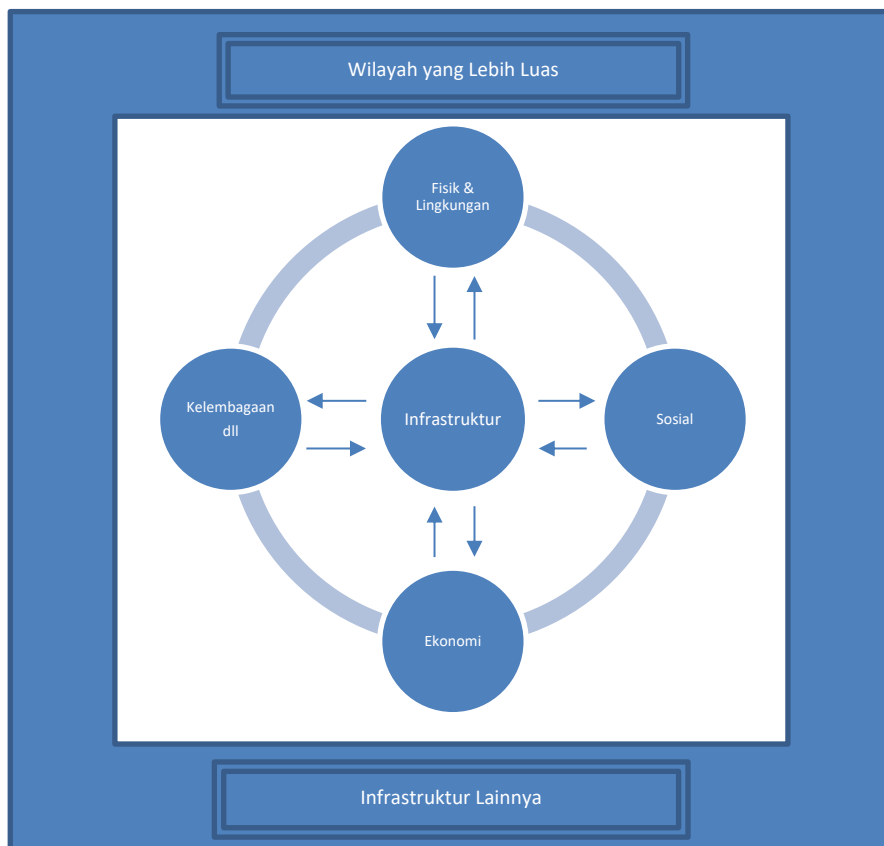 Wilayah yang Lebih Luas
Fisik &
Lingkungan
Kelembagaan
dll
Infrastruktur
Sosial
Ekonomi
Infrastruktur Lainnya